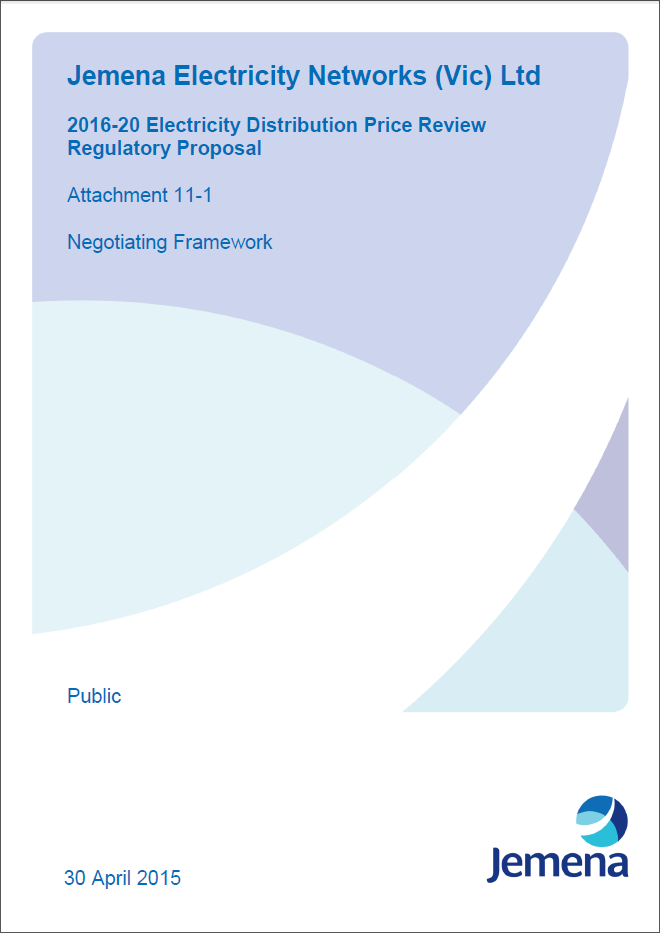 Jemena Electricity Networks (Vic) Ltd
2016-20 Electricity Distribution Price Review
Regulatory Proposal
Attachment 11-1
Negotiating Framework
Public
30 April 2015
Jemena